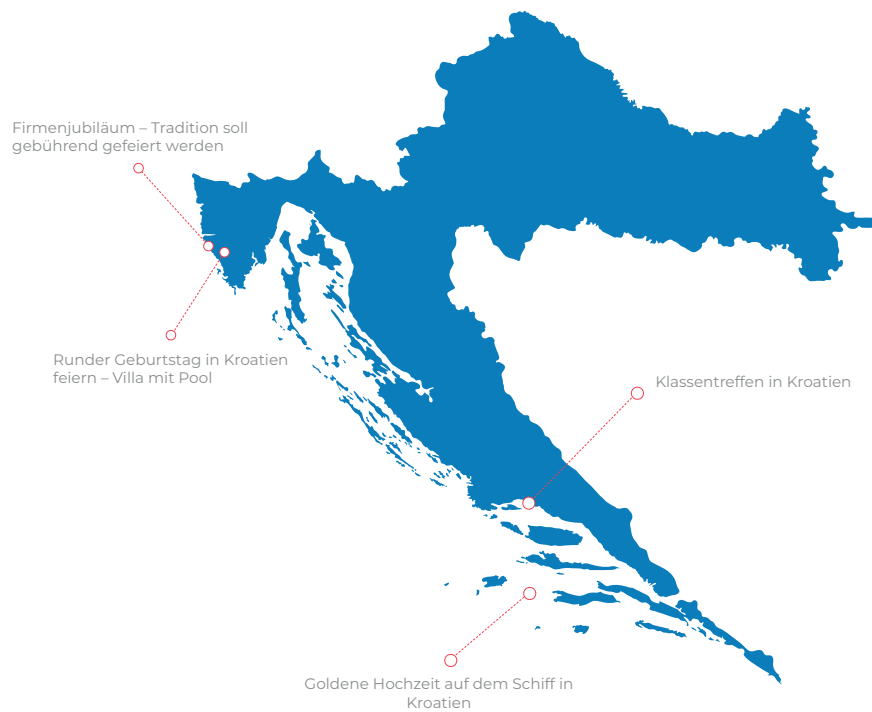 Firmenjubiläum – Tradition soll
gebührend gefeiert werden
Runder Geburtstag in Kroatien
feiern – Villa mit Pool
Klassentreffen in Kroatien
Goldene Hochzeit auf dem Schiff in
Kroatien